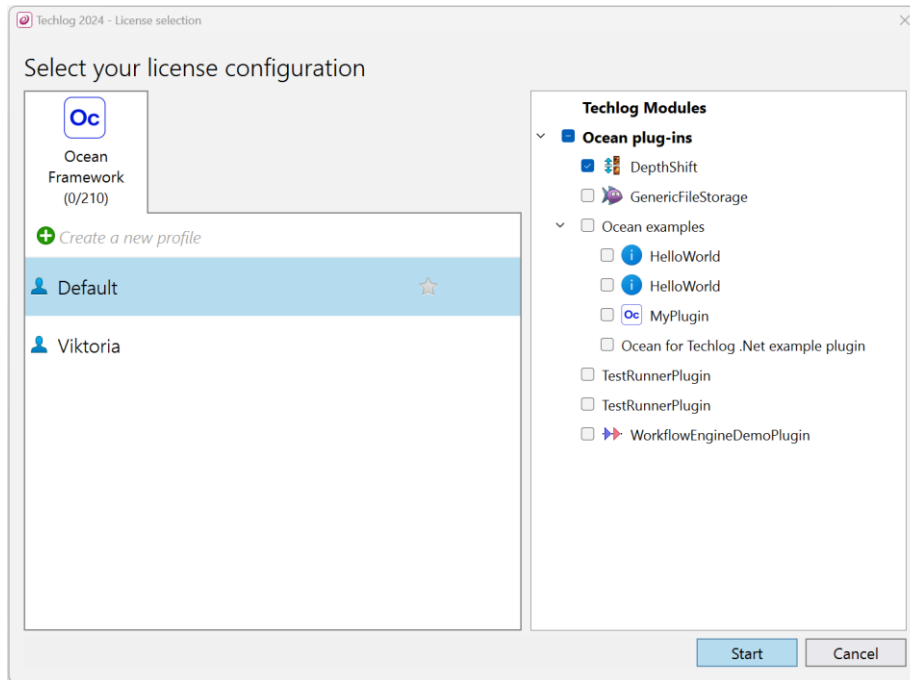 Techlog 2024 - License selection
Select your license configuration
Oc
Ocean
Framework
(0/210)
Create a new profile
Default
Viktoria
Techlog Modules
Ocean plug-ins
DepthShift
GenericFileStorage
Ocean examples
HelloWorld
HelloWorld
Oc MyPlugin
Ocean for Techlog .Net example plugin
TestRunnerPlugin
TestRunnerPlugin
WorkflowEngineDemoPlugin
Start
Cancel